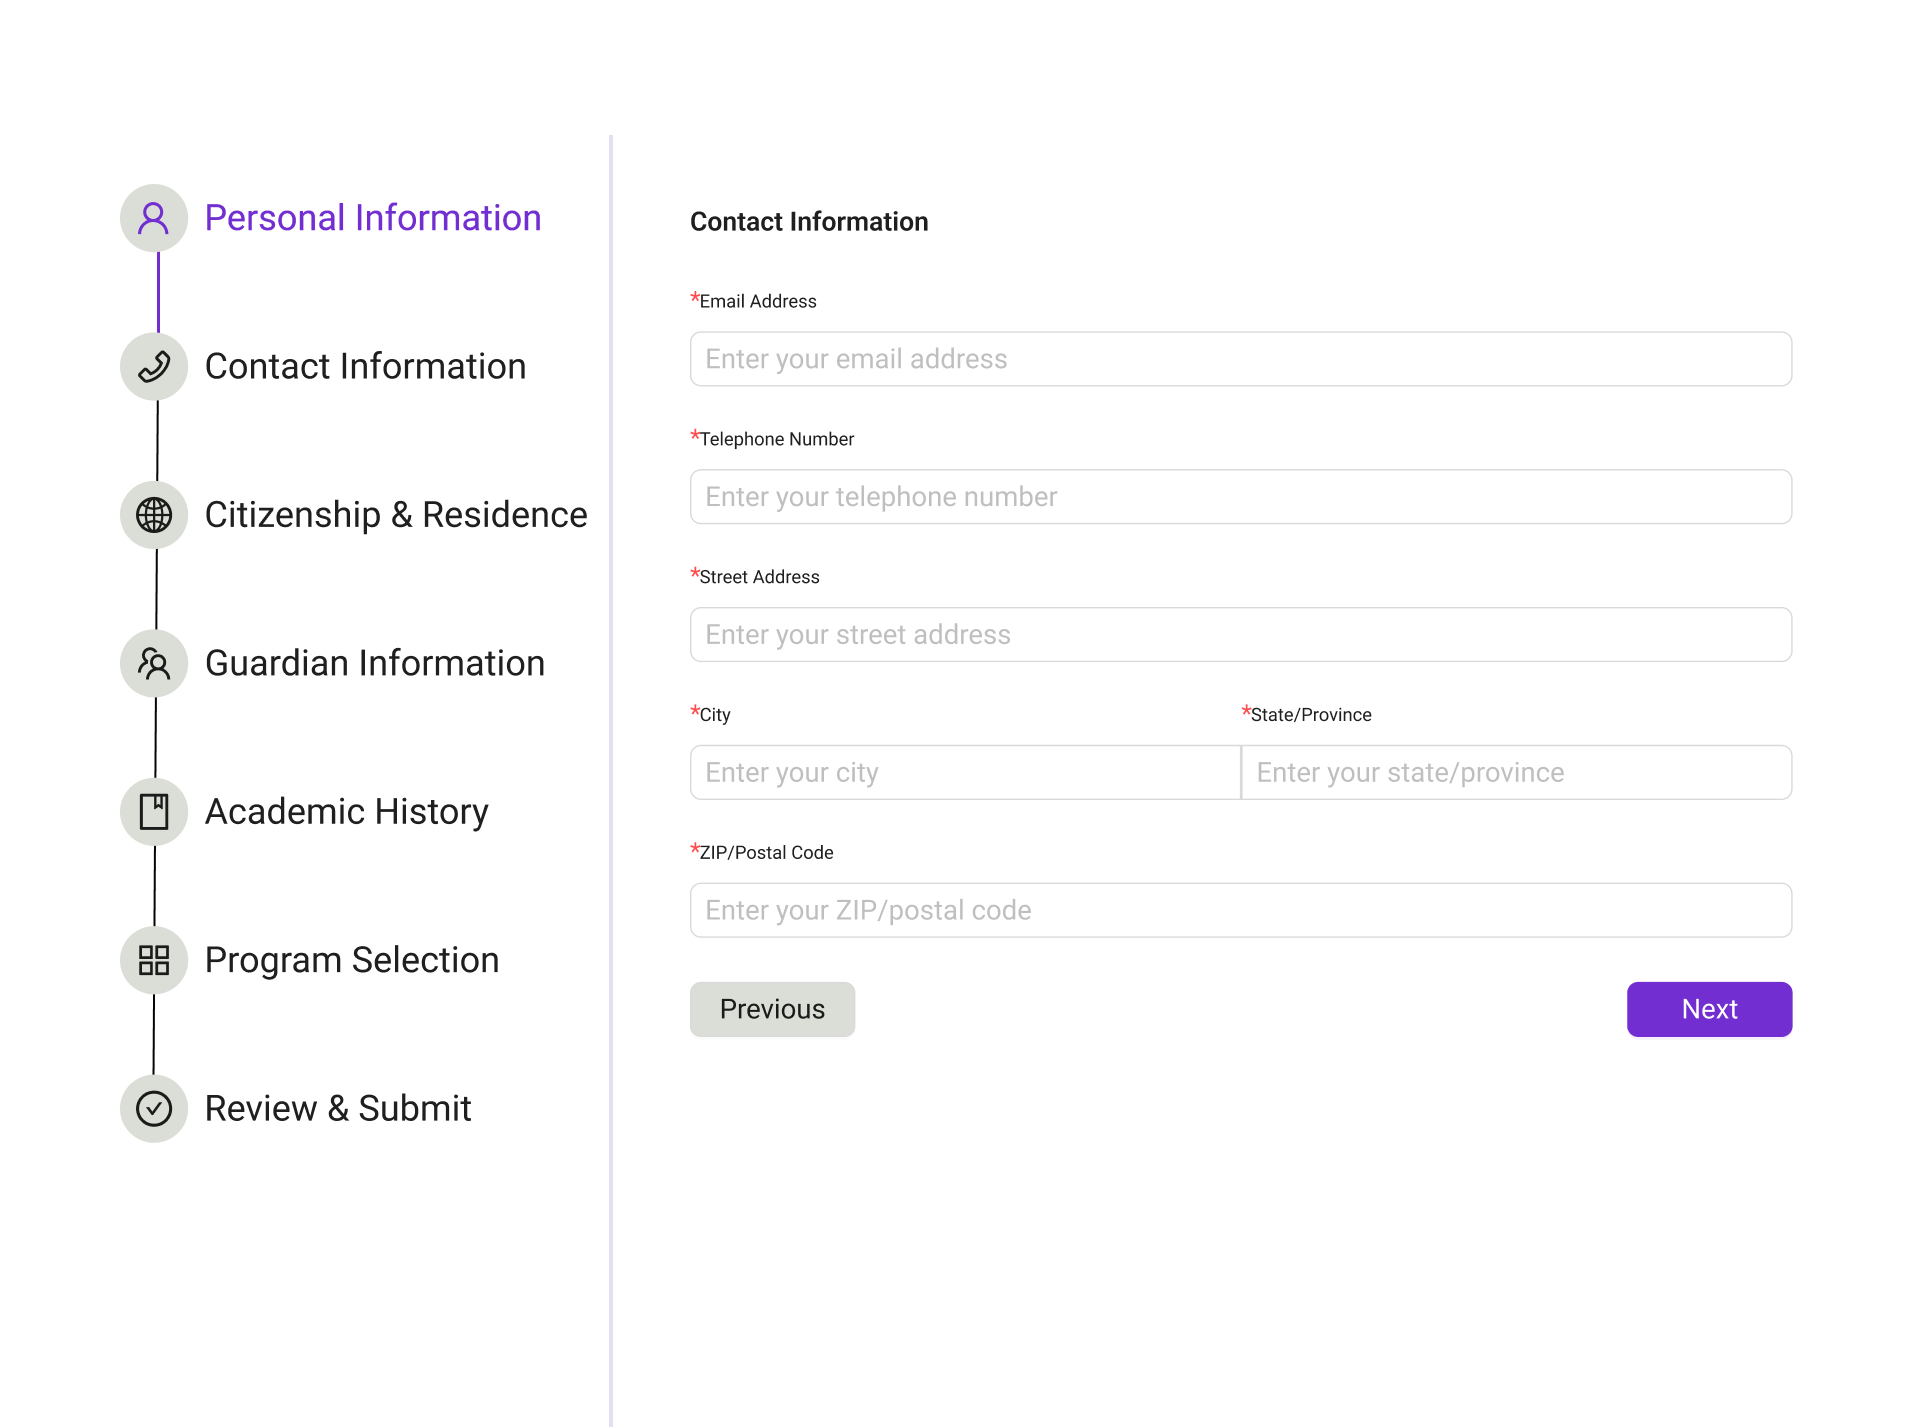 Personal Information
Contact Information
Citizenship & Residence
Guardian Information
Academic History
Program Selection
Review & Submit
Contact Information
*Email Address
Enter your email address
*Telephone Number
Enter your telephone number
*Street Address
Enter your street address
*City *State/Province
Enter your city Enter your state/province
*ZIP/Postal Code
Enter your ZIP/postal code
Previous Next